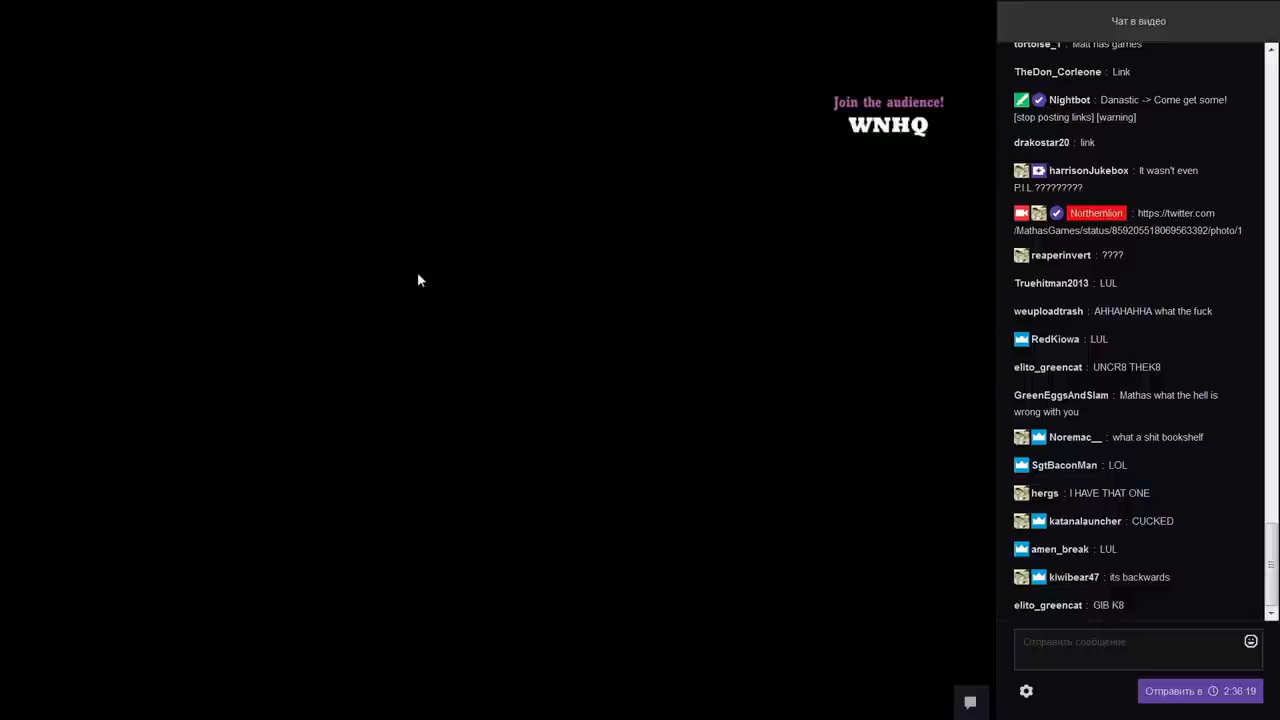 Чат в видео
tortoise_1 : Matt has games
TheDon_Corleone : Link
Nightbot : Danastic -> Come get some!
[stop posting links] [warning]
drakostar20 : link
harrisonJukebox : It wasn't even
P.I.L.?????????
Northernlion : https://twitter.com
/MathasGames/status/859205518069563392/photo/1
reaperinvert : ????
Truehitman2013 : LUL
weuploadtrash : AHHAHAHHA what the fuck
RedKiowa : LUL
elito_greencat : UNCR8 THEK8
GreenEggsAndSlam : Mathas what the hell is
wrong with you
Noremac__ : what a shit bookshelf
SgtBaconMan : LOL
hergs : I HAVE THAT ONE
katanalauncher : CUCKED
amen_break : LUL
kiwibear47 : its backwards
elito_greencat : GIB K8
Отправить сообщение
Отправить в 2:36:19
Join the audience!
WNHQ